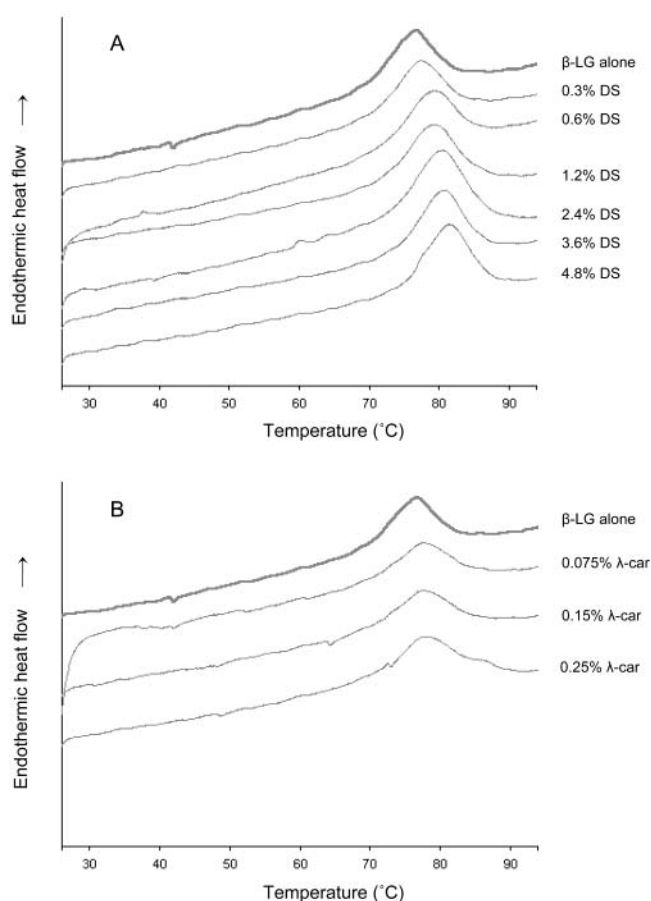 A
β-LG alone
0.3% DS
0.6% DS
1.2% DS
2.4% DS
3.6% DS
4.8% DS
Endothermic heat flow
30 40 50 60 70 80 90
Temperature (˚C)
B
β-LG alone
0.075% λ-car
0.15% λ-car
0.25% λ-car
Endothermic heat flow
30 40 50 60 70 80 90
Temperature (˚C)